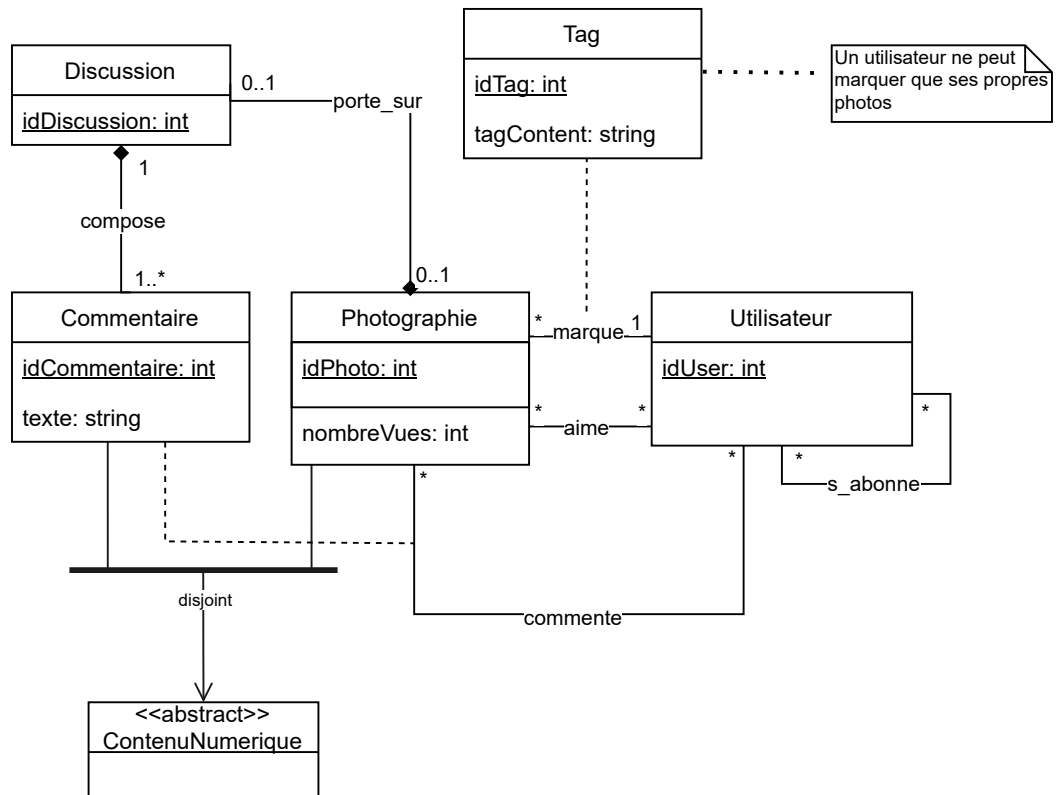 Tag
idTag: int
tagContent: string
Un utilisateur ne peut
marquer que ses propres
photos
Discussion
idDiscussion: int
0..1
porte_sur
1
compose
1..*
0..1
Commentaire
idCommentaire: int
texte: string
Photographie
idPhoto: int
nombreVues: int
*
marque
1
*
aime
*
Utilisateur
idUser: int
*
*
s_abonne
*
*
commente
disjoint
<<abstract>>
ContenuNumerique